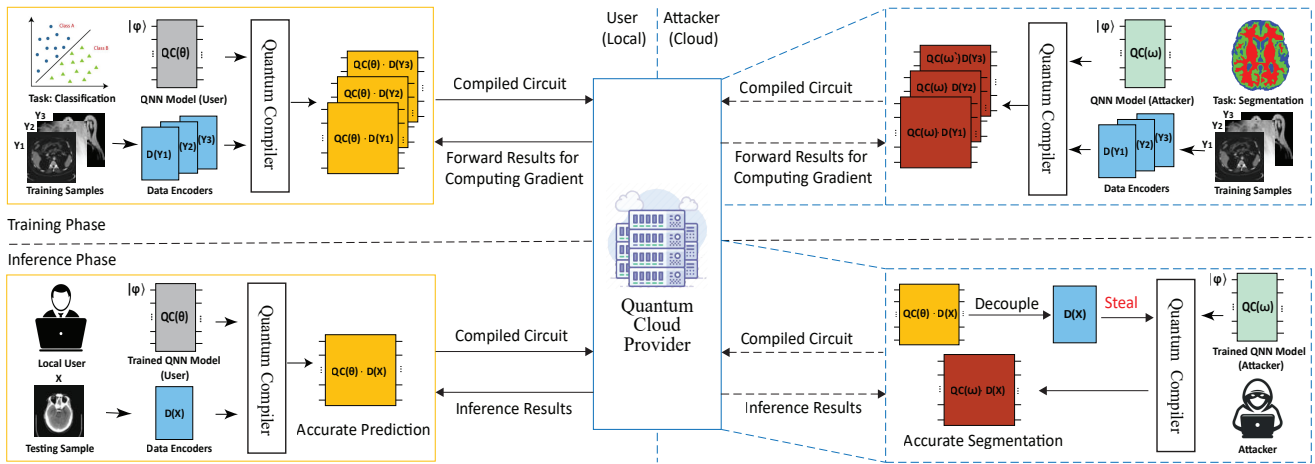 Class A
Class B
Task: Classification
|φ⟩
QC(θ)
QNN Model (User)
Y3
Y2
Y1
Training Samples
D(Y1)
(Y2)
(Y3)
Data Encoders
Quantum Compiler
QC(θ) · D(Y3)
QC(θ) · D(Y2)
QC(θ) · D(Y1)
Compiled Circuit
Forward Results for
Computing Gradient
User
(Local)
Attacker
(Cloud)
Quantum
Cloud
Provider
Compiled Circuit
Forward Results for
Computing Gradient
QC(ω) D(Y3)
QC(ω) D(Y2)
QC(ω) D(Y1)
Quantum Compiler
|φ⟩
QC(ω)
QNN Model (Attacker)
Task: Segmentation
D(Y1)
(Y2)
(Y3)
Data Encoders
Y1
Training Samples
Training Phase
Inference Phase
Local User
X
Testing Sample
|φ⟩
QC(θ)
Trained QNN Model
(User)
D(X)
Data Encoders
Quantum Compiler
QC(θ) · D(X)
Accurate Prediction
Compiled Circuit
Inference Results
Compiled Circuit
Inference Results
QC(θ) · D(X)
Decouple
D(X)
Steal
Quantum Compiler
|φ⟩
QC(ω)
Trained QNN Model
(Attacker)
QC(ω) D(X)
Accurate Segmentation
Attacker